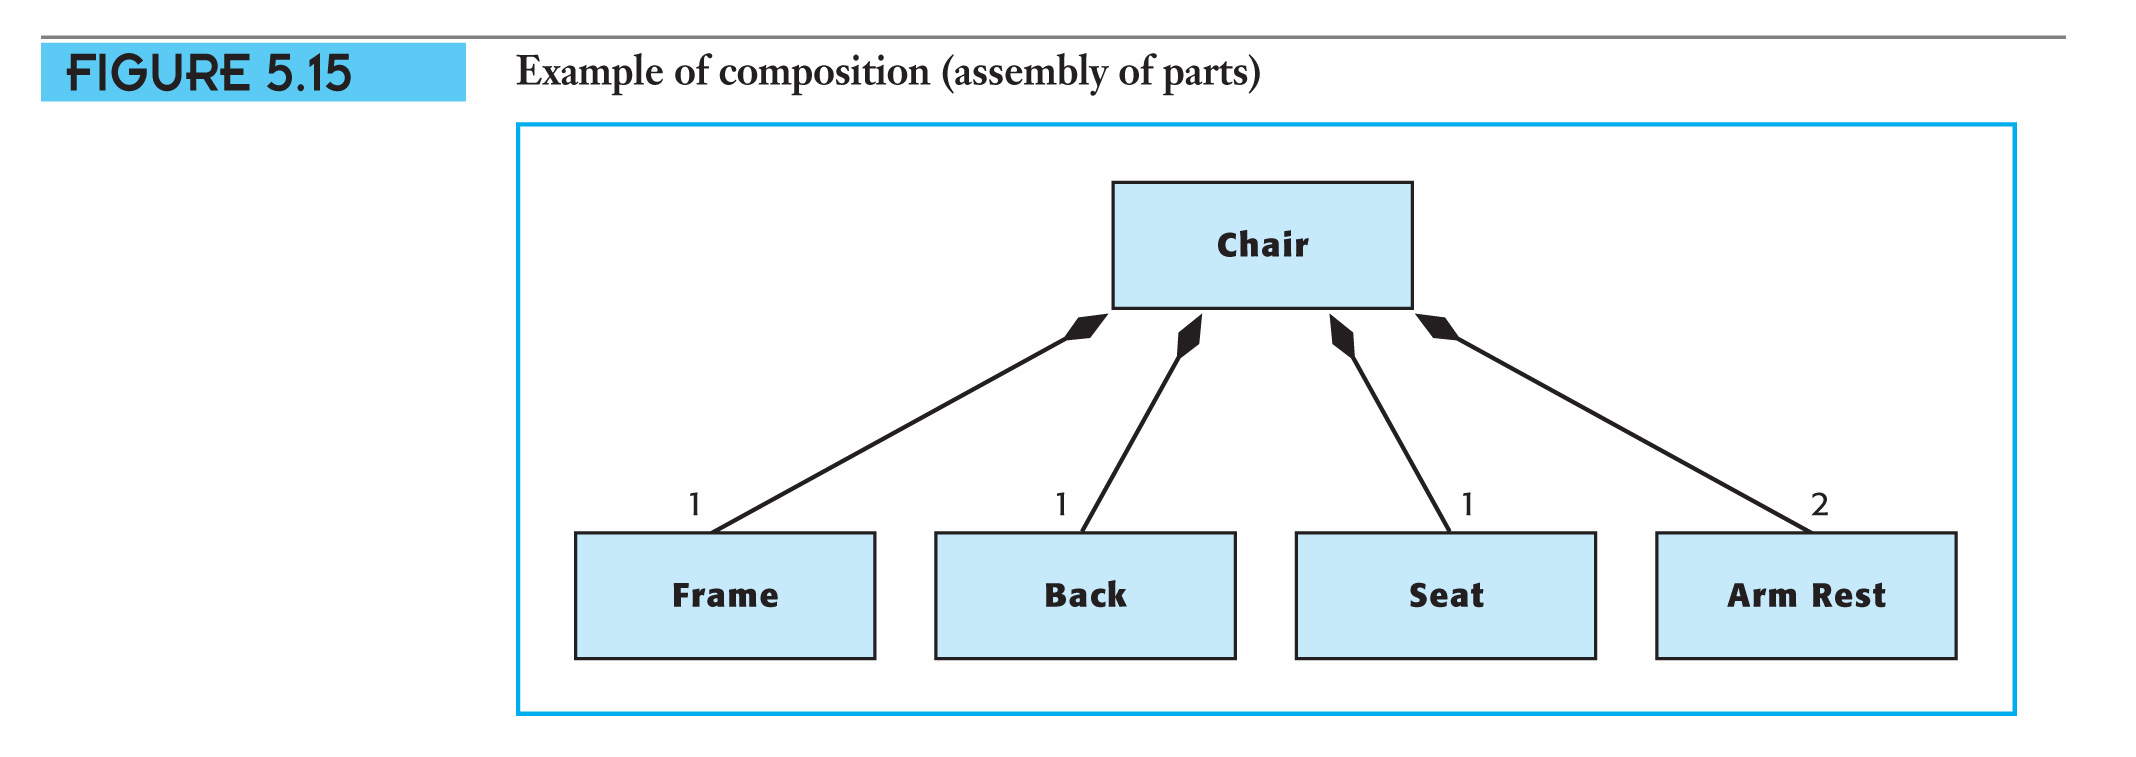 FIGURE 5.15
Example of composition (assembly of parts)
Chair
1 1 1 2
Frame Back Seat Arm Rest